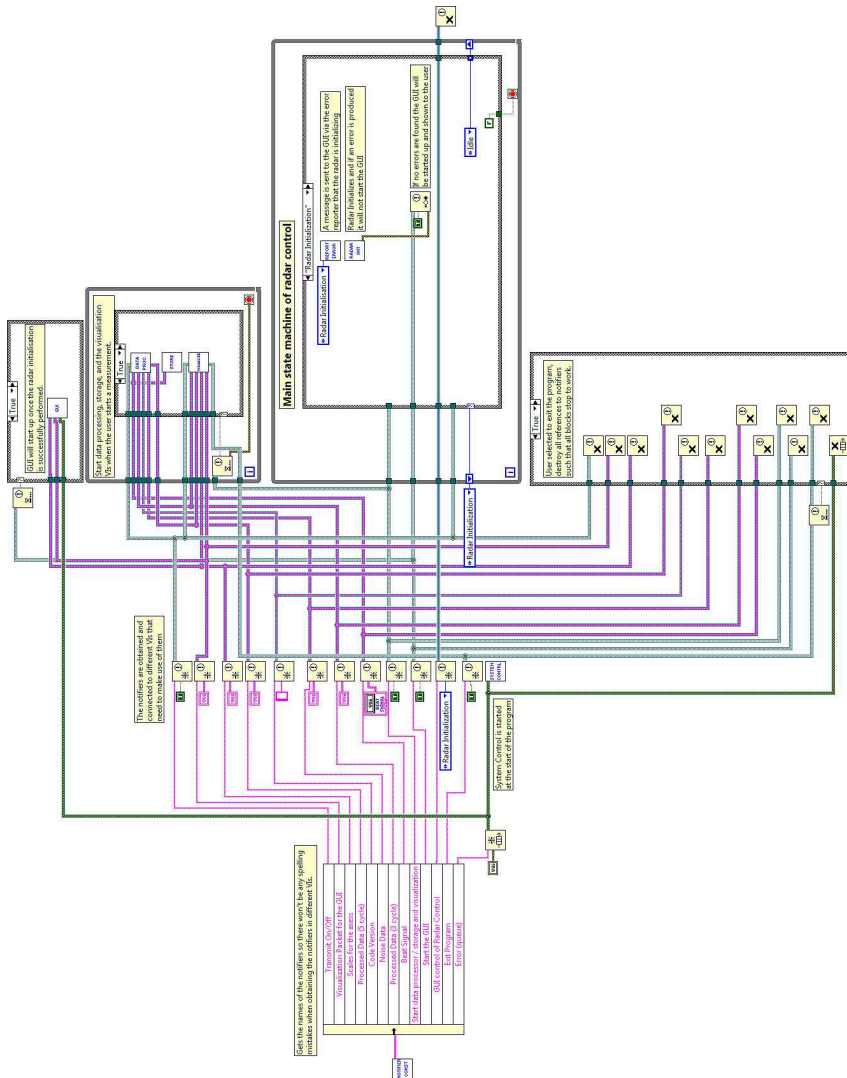 Gets the names of the notifiers so there won't be any spelling
mistakes when obtaining the notifiers in different VIs.
Transmit On/Off
Visualization Packet for the GUI
Scales for the axess
Processed Data (5 cycle)
Code Version
Noise Data
Processed Data (3 cycle)
Beat Signal
Start data processor / storage and visualization
Start the GUI
GUI control of Radar Control
Exit Program
Error (queue)
The notifiers are obtained and
connected to different VIs that
need to make use of them
Radar Initialization
System Control is started
at the start of the program
True
GUI will start up once the radar initialisation
is successfully performed.
GUI
Start data processing, storage, and the visualisation
VIs when the user starts a measurement.
True
DATA
PROC.
STORE
Main state machine of radar control
"Radar Initialization"
Radar Initialisation
REPORT
ERROR
A message is sent to the GUI via the error
reporter that the radar is initializing
RADAR
INIT
Radar Initializes and if an error is produced
it will not start the GUI
If no errors are found the GUI will
be started up and shown to the user
Idle
Radar Initialization
True
User selected to exit the program,
destroy all references to notifiers
such that all blocks stop to work.